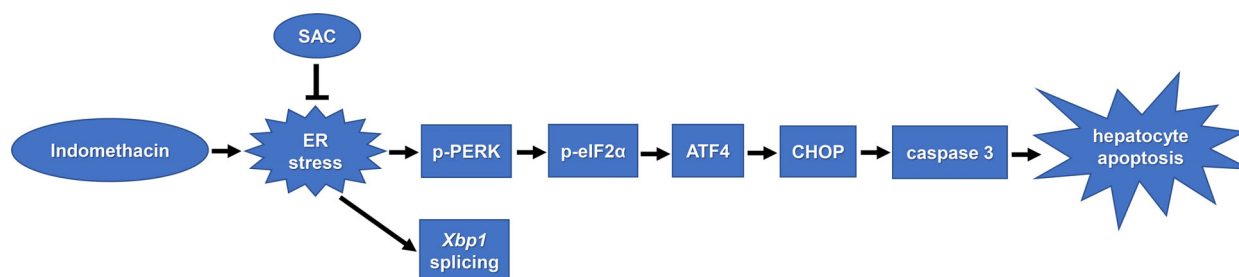 SAC
Indomethacin
ER
stress
p-PERK
p-eIF2α
ATF4
CHOP
caspase 3
hepatocyte
apoptosis
Xbp1
splicing